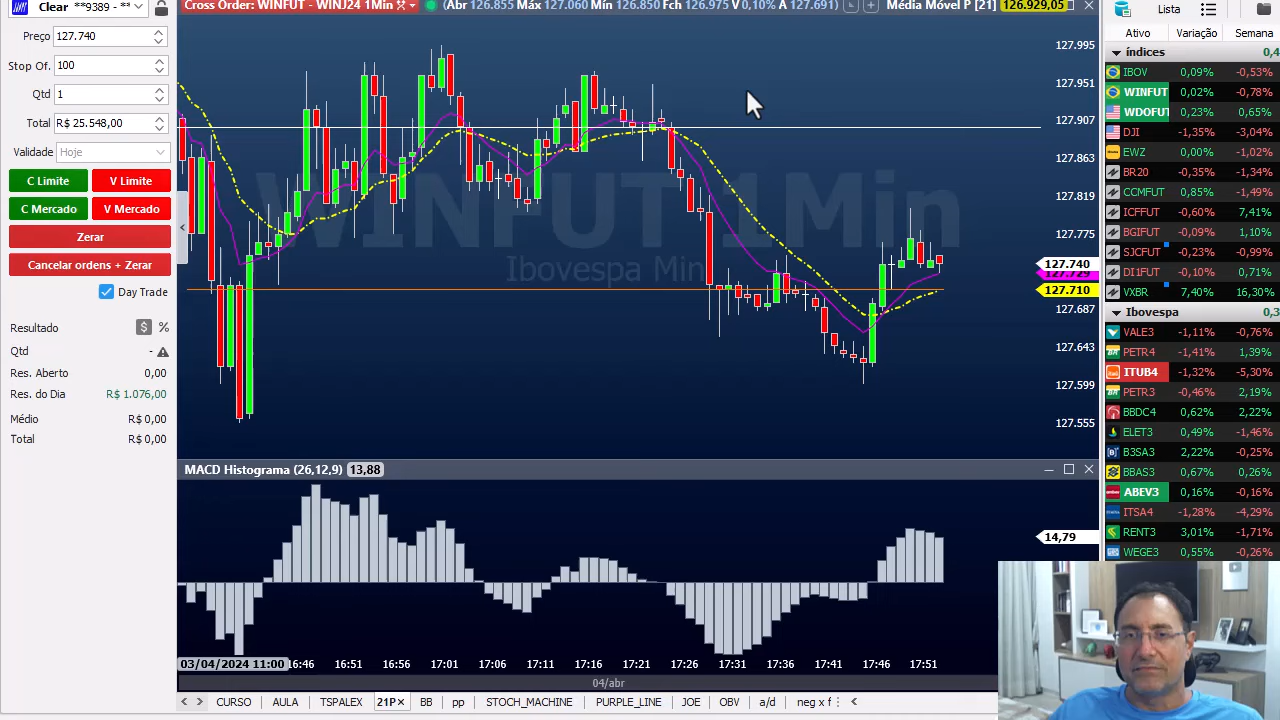 Clear **9389 - **
Preço 127.740
Stop Of. 100
Qtd 1
Total R$ 25.548,00
Validade Hoje
C Limite V Limite
C Mercado V Mercado
Zerar
Cancelar ordens + Zerar
Day Trade
Resultado $ %
Qtd -
Res. Aberto 0,00
Res. do Dia R$ 1.076,00
Médio R$ 0,00
Total R$ 0,00
Cross Order: WINFUT - WINJ24 1Min (Abr 126.855 Máx 127.060 Mín 126.850 Fch 126.975 V 0,10% A 127.691) Média Móvel P [21] 126.929,05
127.995
127.951
127.907
127.863
127.819
127.775
127.740
127.729
127.710
127.687
127.643
127.599
127.555
WINFUT 1Min
Ibovespa Mini
MACD Histograma (26,12,9) 13,88
14,79
03/04/2024 11:00 16:46 16:51 16:56 17:01 17:06 17:11 17:16 17:21 17:26 17:31 17:36 17:41 17:46 17:51
04/abr
CURSO AULA TSPALEX 21P BB pp STOCH_MACHINE PURPLE_LINE JOE OBV a/d neg x f
Lista
Ativo Variação Semana
índices 0,4
IBOV 0,09% -0,53%
WINFUT 0,02% -0,78%
WDOFUT 0,23% 0,65%
DJI -1,35% -3,04%
EWZ 0,00% -1,02%
BR20 -0,35% -1,34%
CCMFUT 0,85% -1,49%
ICFFUT -0,60% 7,41%
BGIFUT -0,09% 1,10%
SJCFUT -0,23% -0,99%
DI1FUT -0,10% 0,71%
VXBR 7,40% 16,30%
Ibovespa 0,3
VALE3 -1,11% -0,76%
PETR4 -1,41% 1,39%
ITUB4 -1,32% -5,30%
PETR3 -0,46% 2,19%
BBDC4 0,62% 2,22%
ELET3 0,49% -1,46%
B3SA3 2,22% -0,25%
BBAS3 0,67% 0,26%
ABEV3 0,16% -0,16%
ITSA4 -1,28% -4,29%
RENT3 3,01% -1,71%
WEGE3 0,55% -0,26%